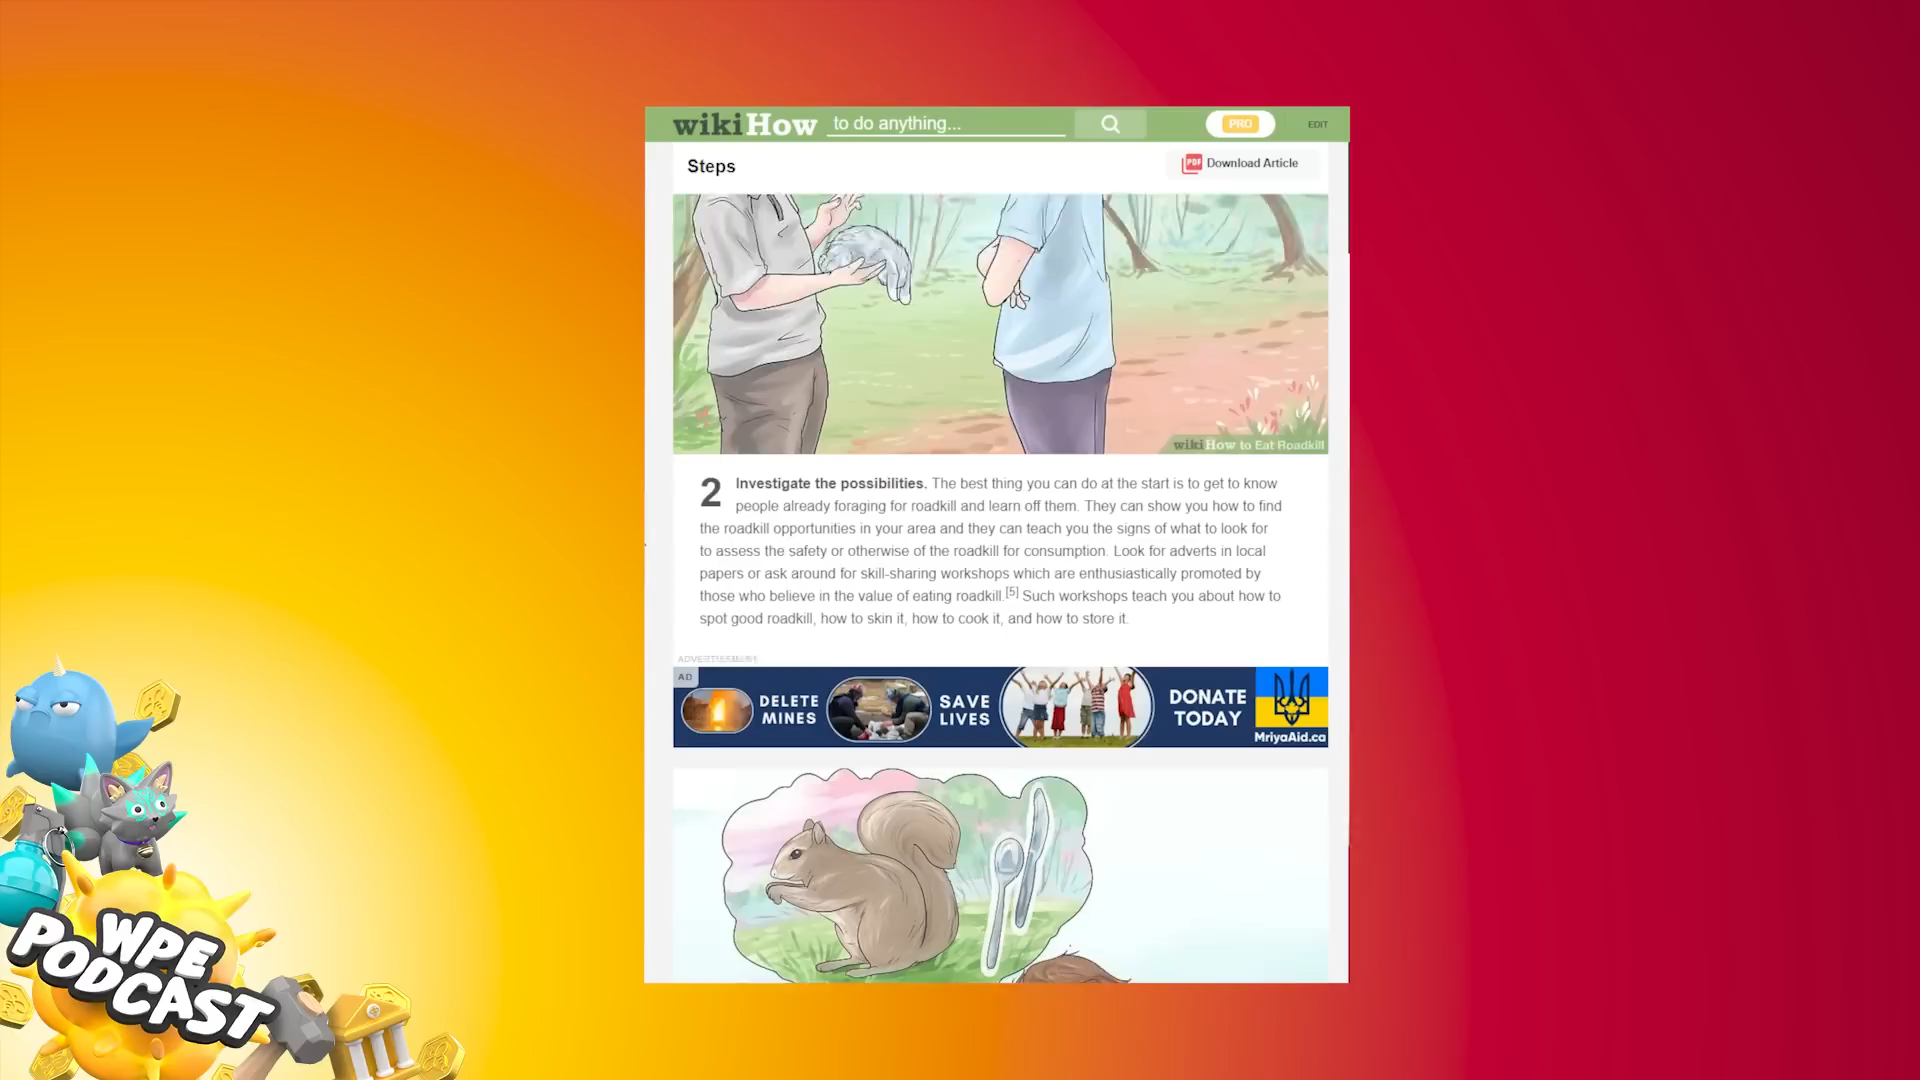 wikiHow to do anything...
PRO
EDIT
Steps
PDF Download Article
wikiHow to Eat Roadkill
2 Investigate the possibilities. The best thing you can do at the start is to get to know
people already foraging for roadkill and learn off them. They can show you how to find
the roadkill opportunities in your area and they can teach you the signs of what to look for
to assess the safety or otherwise of the roadkill for consumption. Look for adverts in local
papers or ask around for skill-sharing workshops which are enthusiastically promoted by
those who believe in the value of eating roadkill.[5] Such workshops teach you about how to
spot good roadkill, how to skin it, how to cook it, and how to store it.
AD
DELETE
MINES
SAVE
LIVES
DONATE
TODAY
MriyaAid.ca
WPE
PODCAST